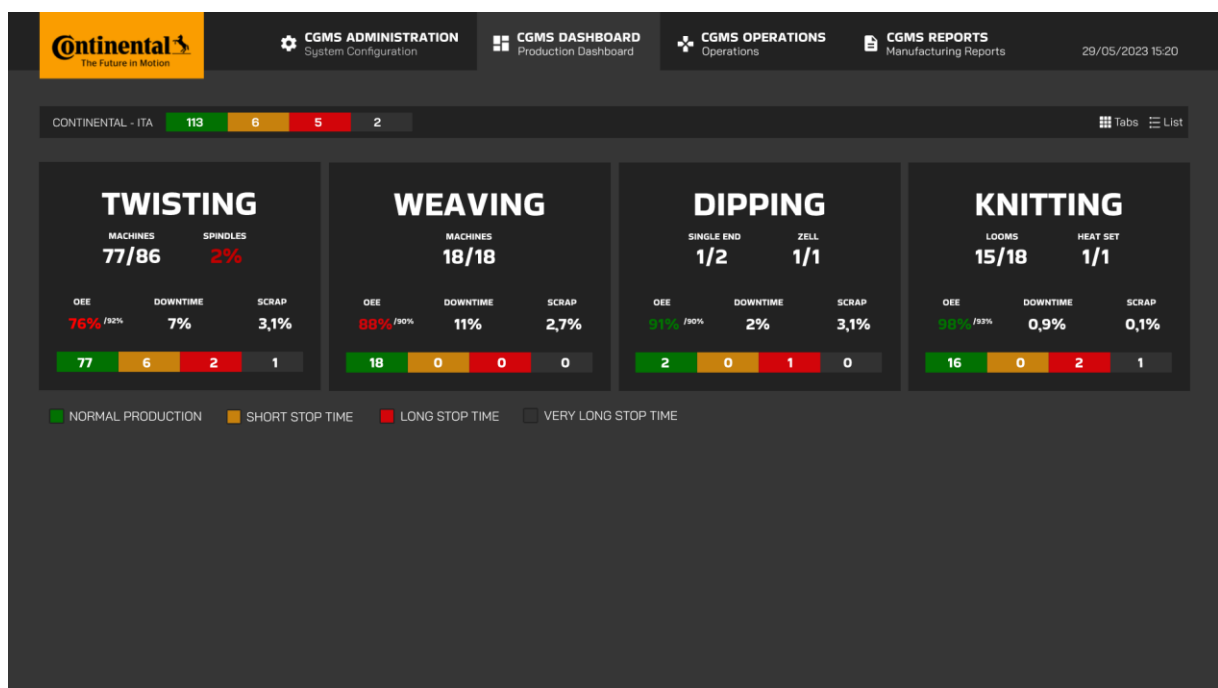 Continental
The Future in Motion
CGMS ADMINISTRATION
System Configuration
CGMS DASHBOARD
Production Dashboard
CGMS OPERATIONS
Operations
CGMS REPORTS
Manufacturing Reports
29/05/2023 15:20
CONTINENTAL - ITA 113 6 5 2 Tabs List
TWISTING
MACHINES SPINDLES
77/86 2%
OEE DOWNTIME SCRAP
76% /92% 7% 3,1%
77 6 2 1
WEAVING
MACHINES
18/18
OEE DOWNTIME SCRAP
88% /90% 11% 2,7%
18 0 0 0
DIPPING
SINGLE END ZELL
1/2 1/1
OEE DOWNTIME SCRAP
91% /90% 2% 3,1%
2 0 1 0
KNITTING
LOOMS HEAT SET
15/18 1/1
OEE DOWNTIME SCRAP
98% /93% 0,9% 0,1%
16 0 2 1
NORMAL PRODUCTION SHORT STOP TIME LONG STOP TIME VERY LONG STOP TIME